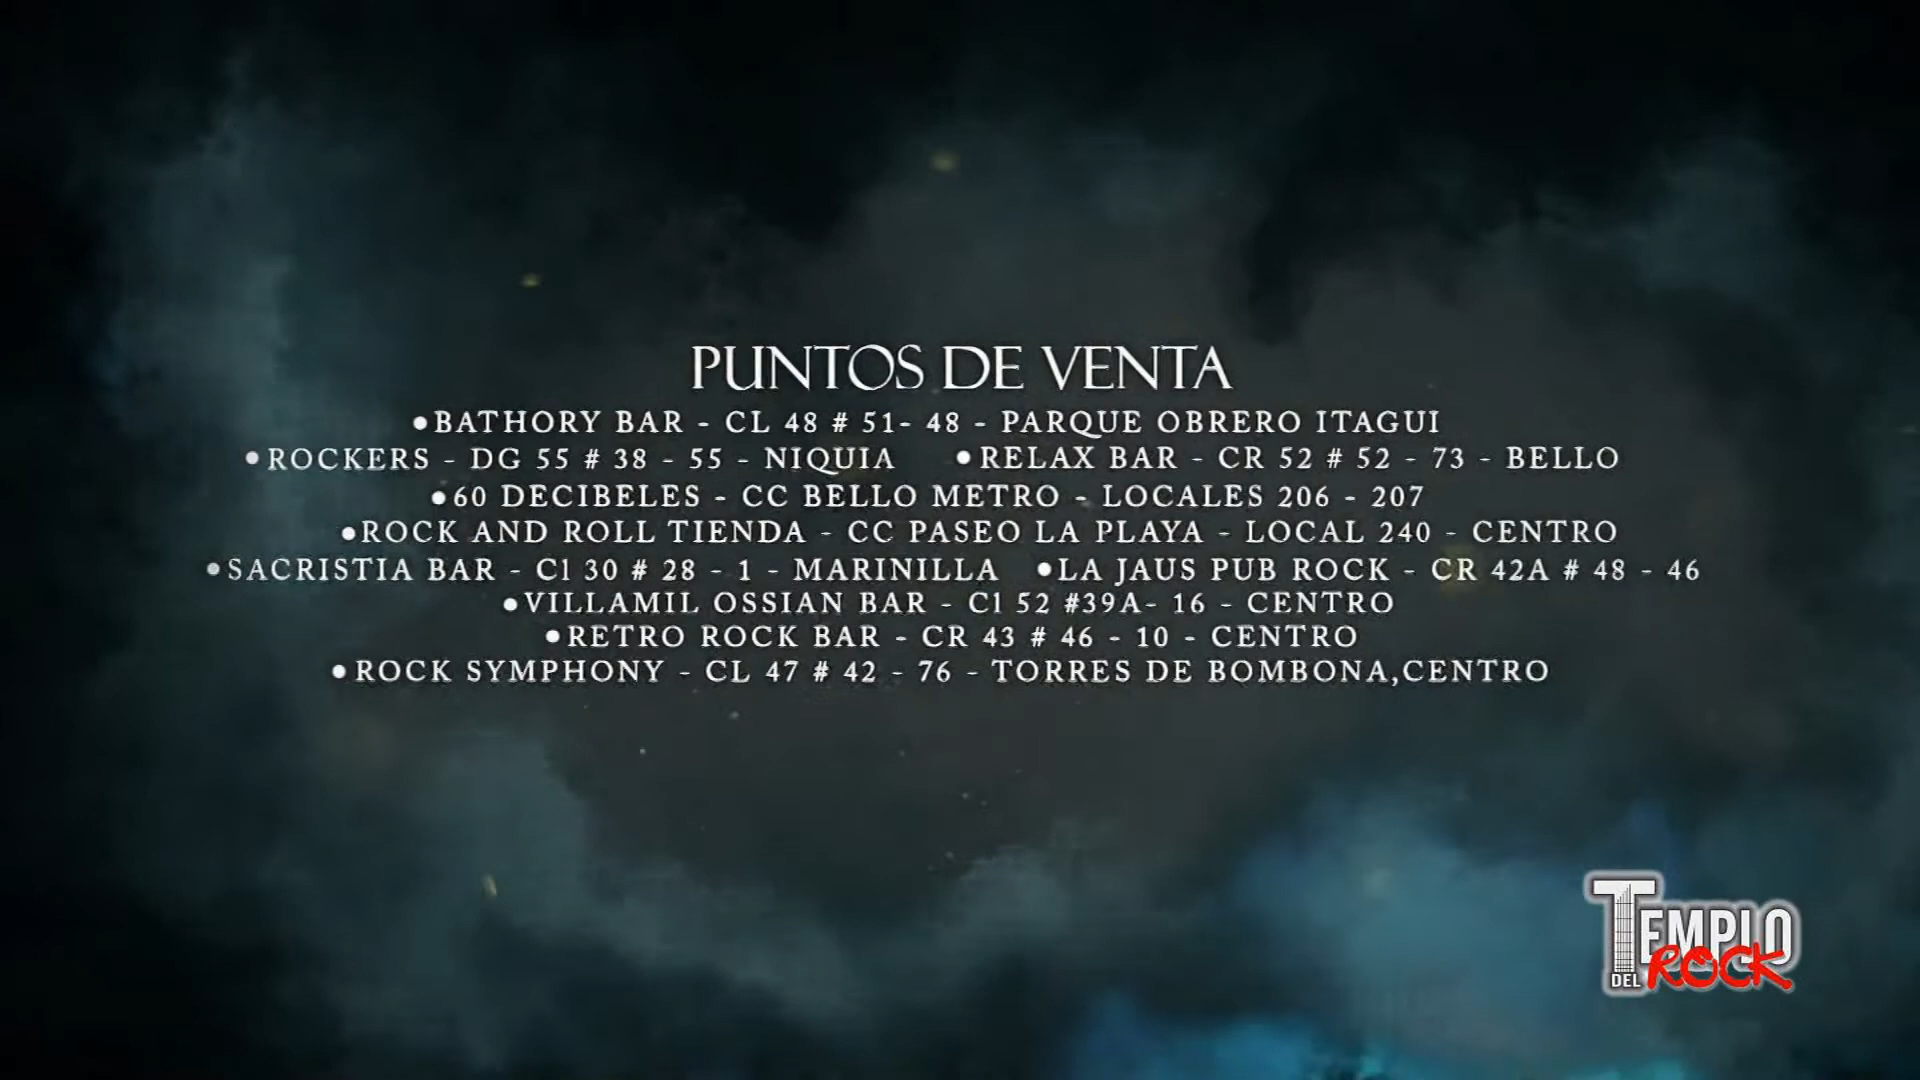 PUNTOS DE VENTA
●BATHORY BAR - CL 48 # 51- 48 - PARQUE OBRERO ITAGUI
●ROCKERS - DG 55 # 38 - 55 - NIQUIA ●RELAX BAR - CR 52 # 52 - 73 - BELLO
●60 DECIBELES - CC BELLO METRO - LOCALES 206 - 207
●ROCK AND ROLL TIENDA - CC PASEO LA PLAYA - LOCAL 240 - CENTRO
●SACRISTIA BAR - Cl 30 # 28 - 1 - MARINILLA ●LA JAUS PUB ROCK - CR 42A # 48 - 46
●VILLAMIL OSSIAN BAR - Cl 52 #39A- 16 - CENTRO
●RETRO ROCK BAR - CR 43 # 46 - 10 - CENTRO
●ROCK SYMPHONY - CL 47 # 42 - 76 - TORRES DE BOMBONA,CENTRO
TEMPLO
DEL ROCK